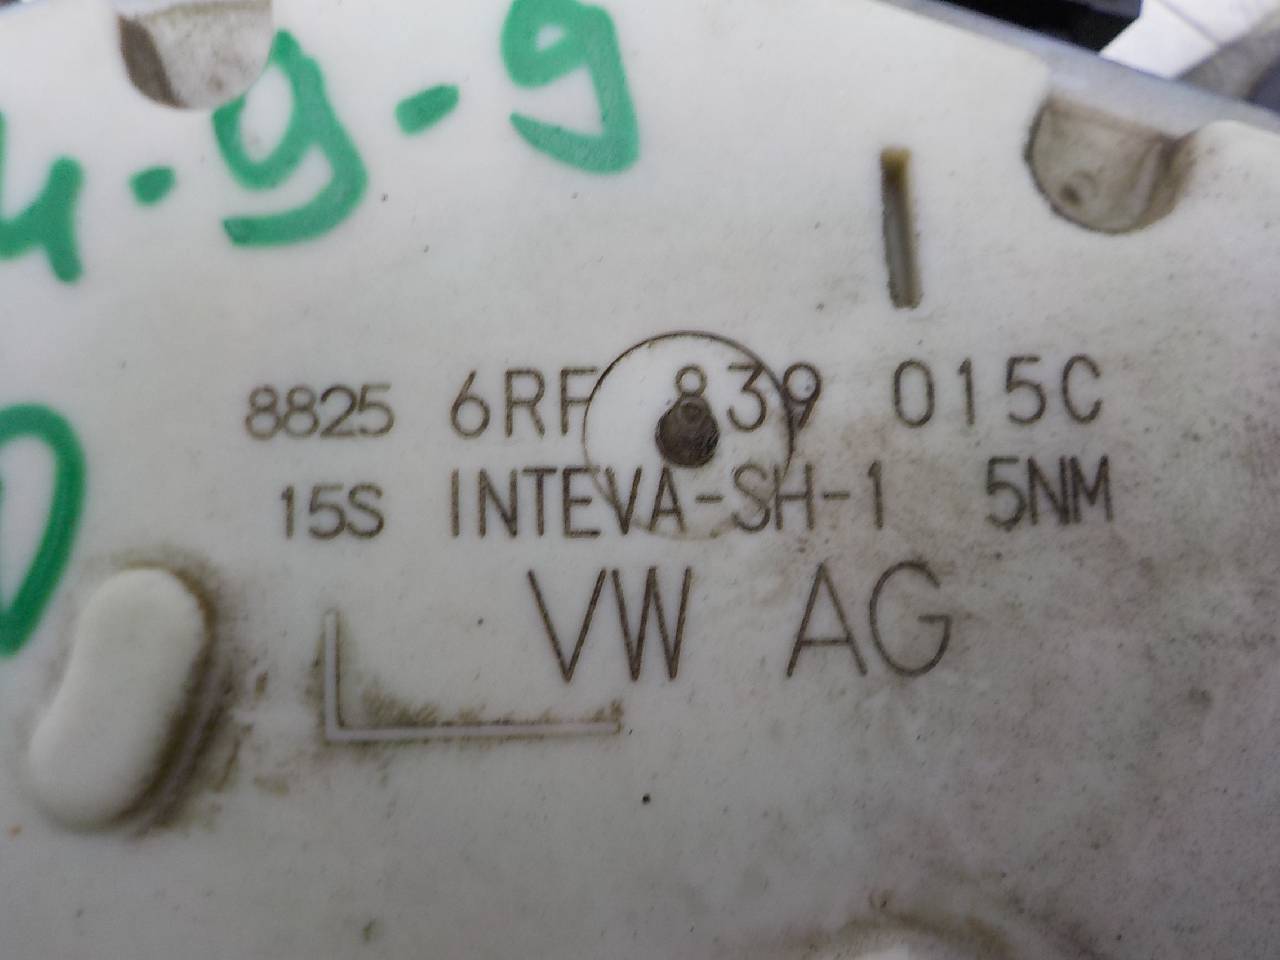 4-9-9
8825 6RF 839 015C
15S INTEVA-SH-1 5NM
VW AG